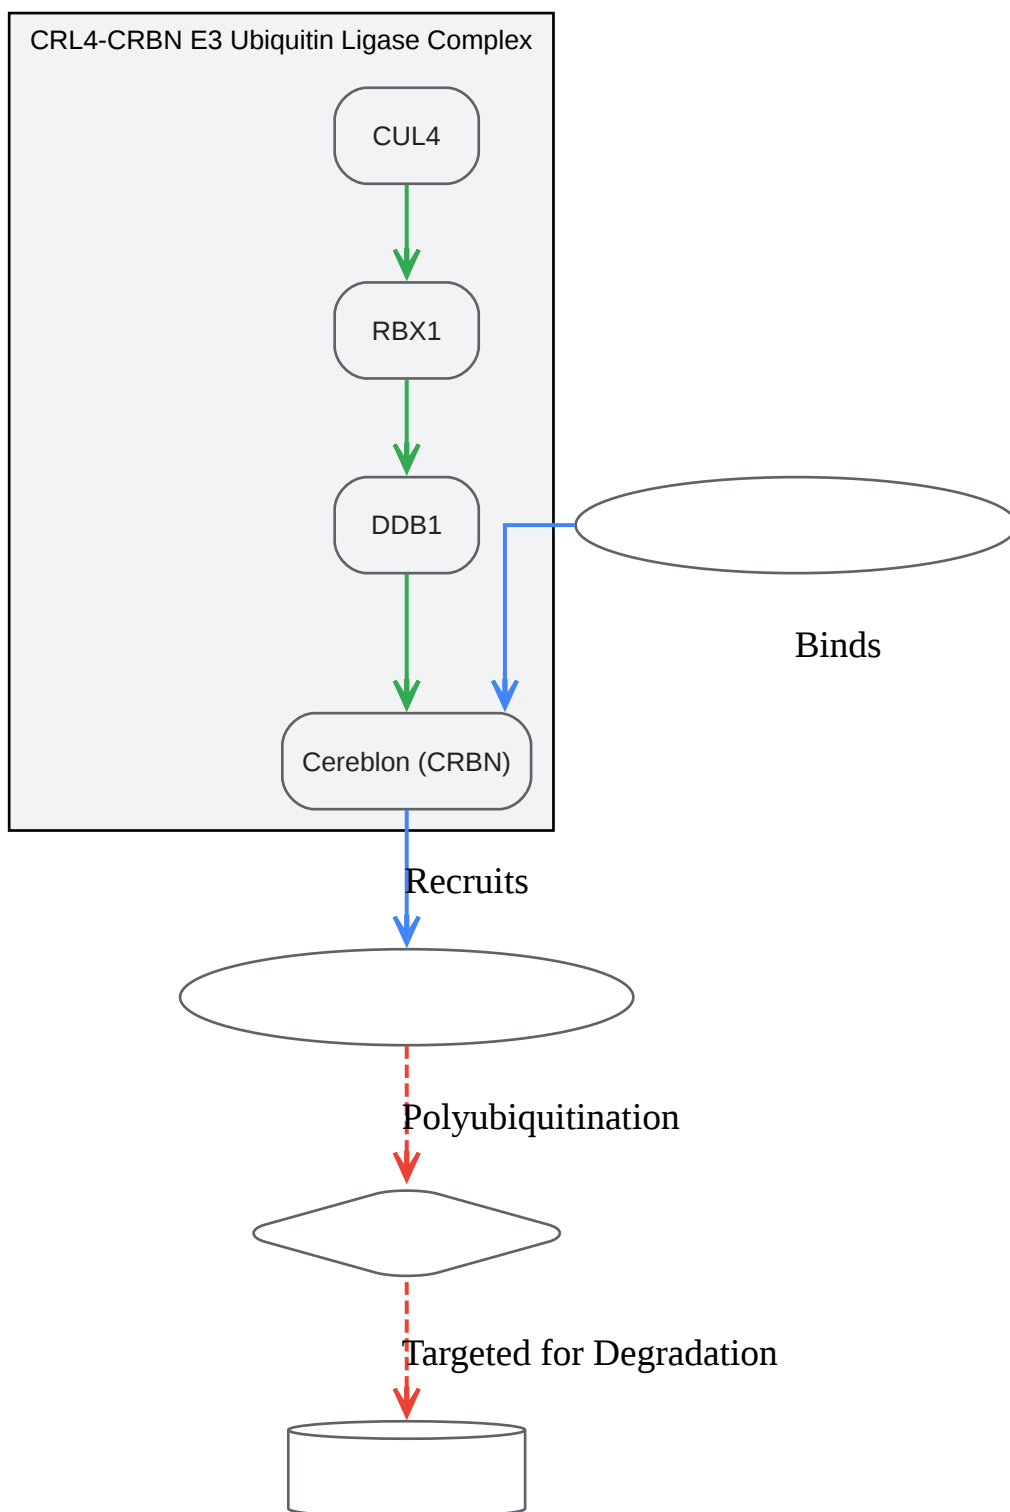 CRL4-CRBN E3 Ubiquitin Ligase Complex
CUL4
RBX1
DDB1
Binds
Cereblon (CRBN)
Recruits
Polyubiquitination
Targeted for Degradation